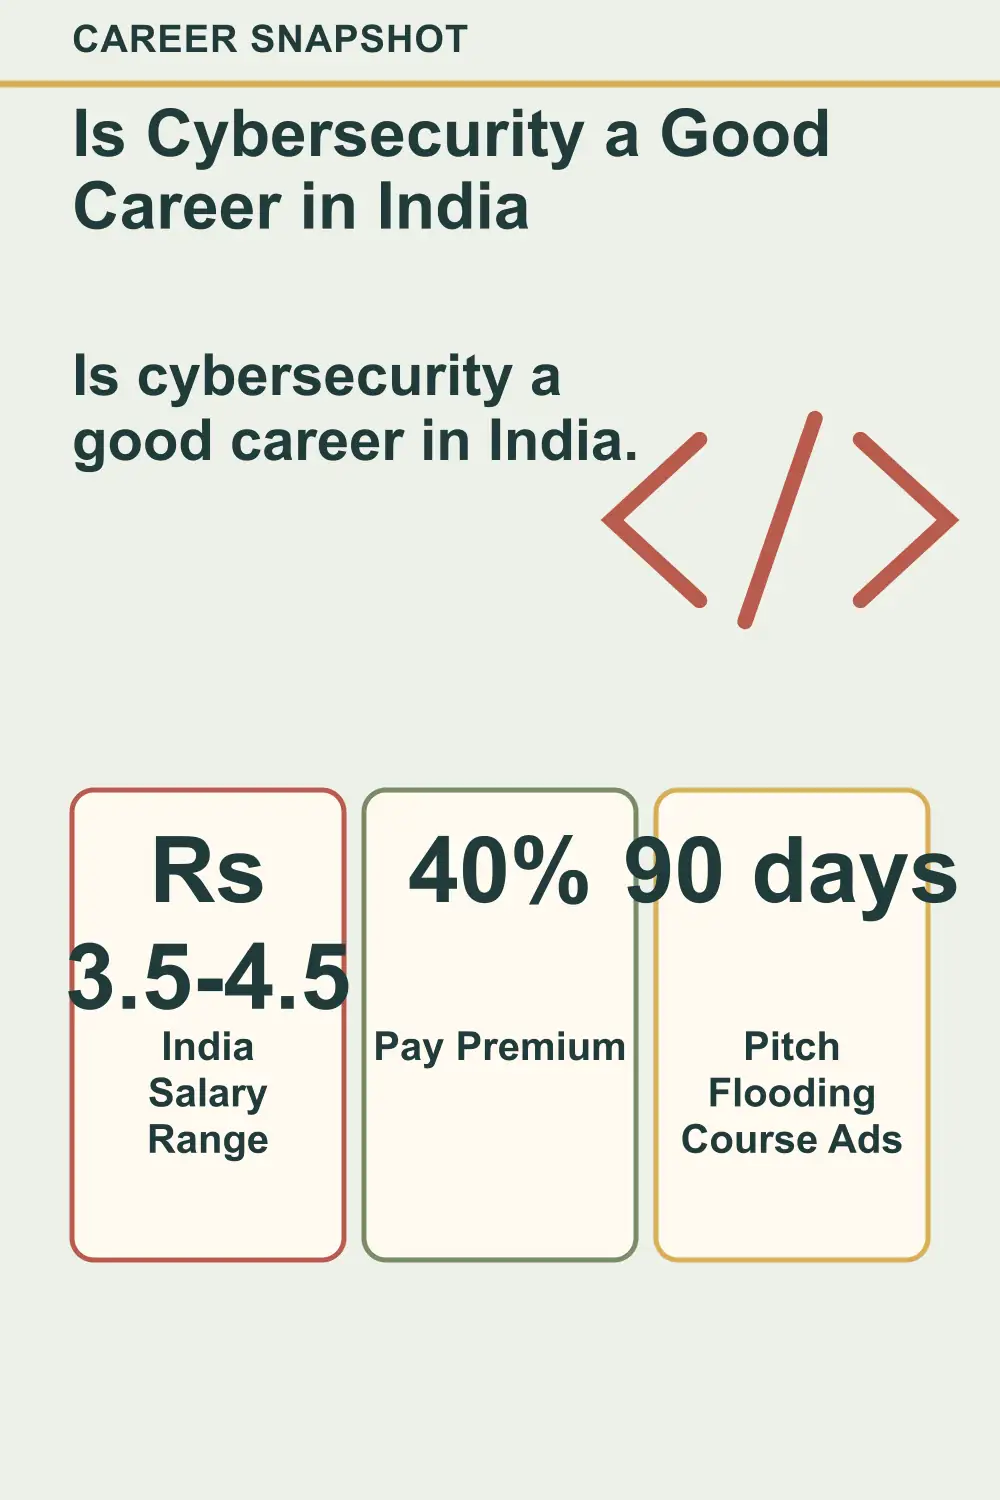 CAREER SNAPSHOT
Is Cybersecurity a Good
Career in India
Is cybersecurity a
good career in India.
</>
Rs
3.5-4.5
India
Salary
Range
40%
Pay Premium
90 days
Pitch
Flooding
Course Ads